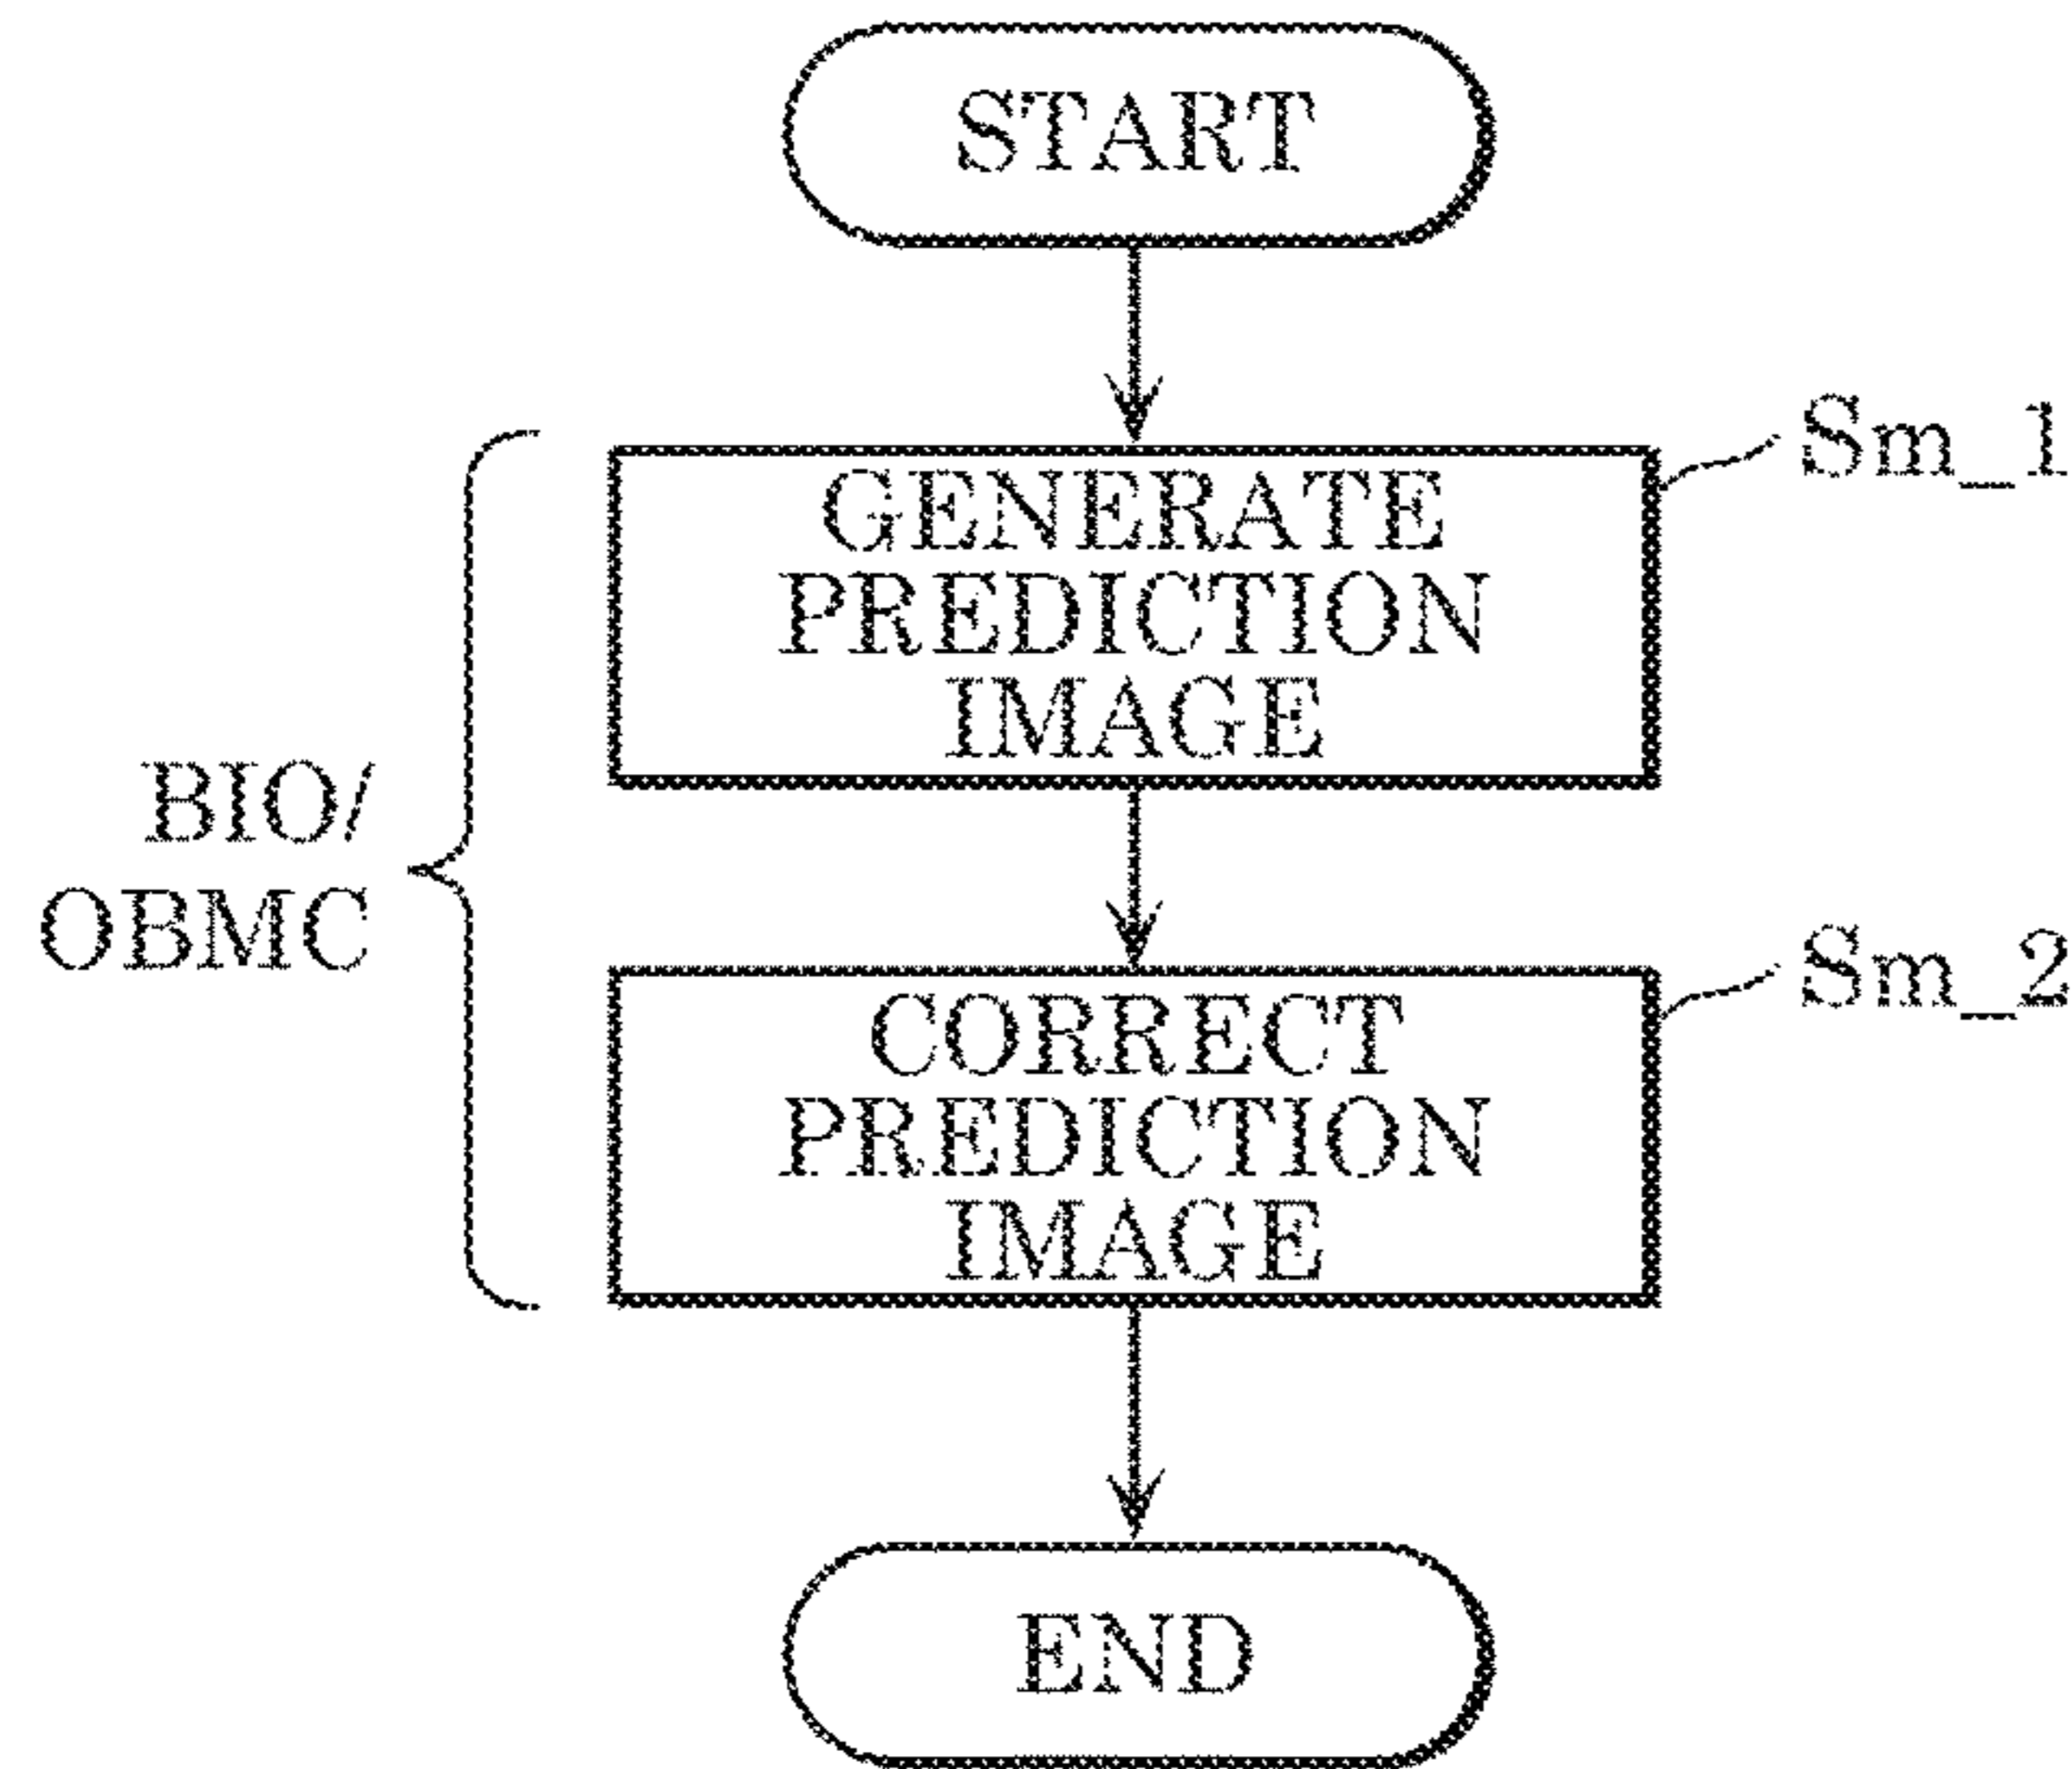 START
Sm_1
GENERATE
PREDICTION
IMAGE
BIO/
OBMC
Sm_2
CORRECT
PREDICTION
IMAGE
END